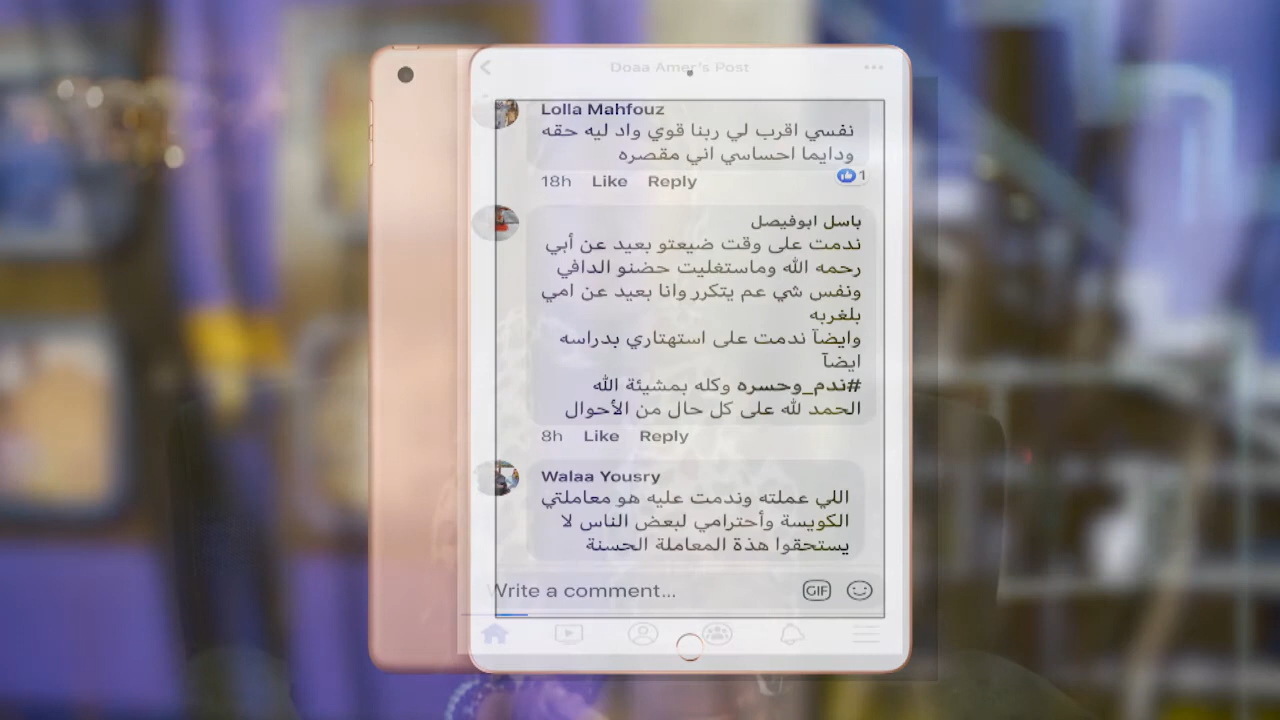 Doaa Amer's Post
Lolla Mahfouz
نفسي اقرب لي ربنا قوي واد ليه حقه
ودايما احساسي اني مقصره
18h Like Reply 1
باسل ابوفيصل
ندمت على وقت ضيعتو بعيد عن أبي
رحمه الله وماستغليت حضنو الدافي
ونفس شي عم يتكرر وانا بعيد عن امي
بلغربه
وايضآ ندمت على استهتاري بدراسه
ايضآ
#ندم_وحسره وكله بمشيئة الله
الحمد لله على كل حال من الأحوال
8h Like Reply
Walaa Yousry
اللي عملته وندمت عليه هو معاملتي
الكويسة وأحترامي لبعض الناس لا
يستحقوا هذة المعاملة الحسنة
Write a comment... GIF